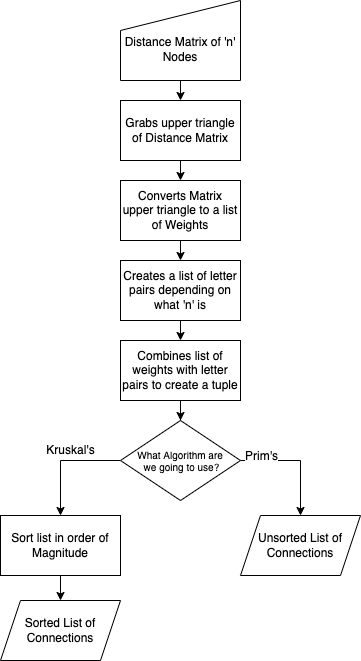 Distance Matrix of 'n'
Nodes
Grabs upper triangle
of Distance Matrix
Converts Matrix
upper triangle to a list
of Weights
Creates a list of letter
pairs depending on
what 'n' is
Combines list of
weights with letter
pairs to create a tuple
What Algorithm are
we going to use?
Kruskal's
Prim's
Sort list in order of
Magnitude
Unsorted List of
Connections
Sorted List of
Connections